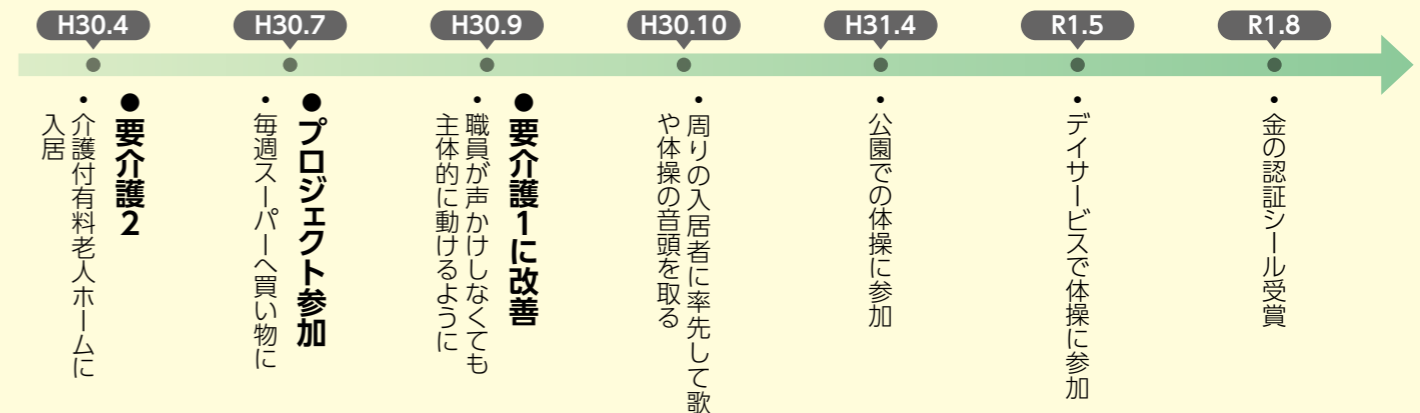 H30.4
H30.7
H30.9
H30.10
H31.4
R1.5
R1.8
●要介護2
・介護付有料老人ホームに
入居
●プロジェクト参加
・毎週スーパーへ買い物に
●要介護1に改善
・職員が声かけしなくても
主体的に動けるように
・周りの入居者に率先して歌
や体操の音頭を取る
・公園での体操に参加
・デイサービスで体操に参加
・金の認証シール受賞